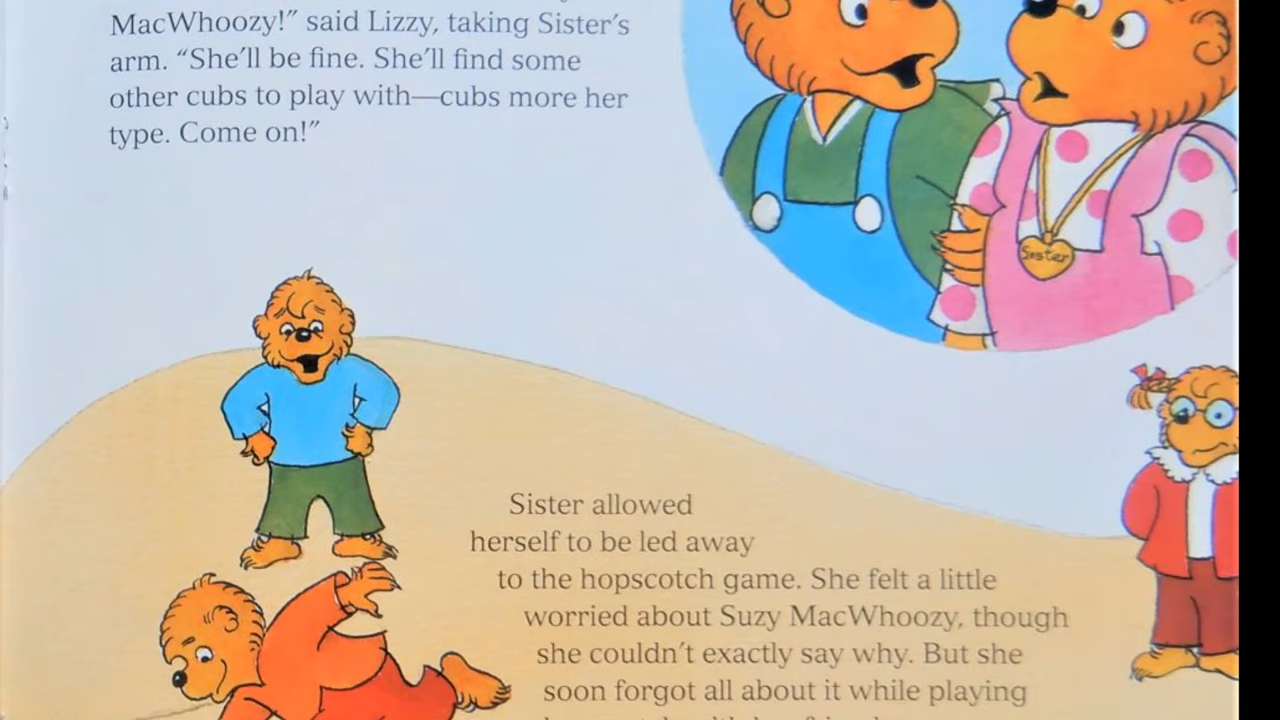 MacWhoozy!” said Lizzy, taking Sister’s
arm. “She’ll be fine. She’ll find some
other cubs to play with—cubs more her
type. Come on!”
Sister
Sister allowed
herself to be led away
to the hopscotch game. She felt a little
worried about Suzy MacWhoozy, though
she couldn’t exactly say why. But she
soon forgot all about it while playing